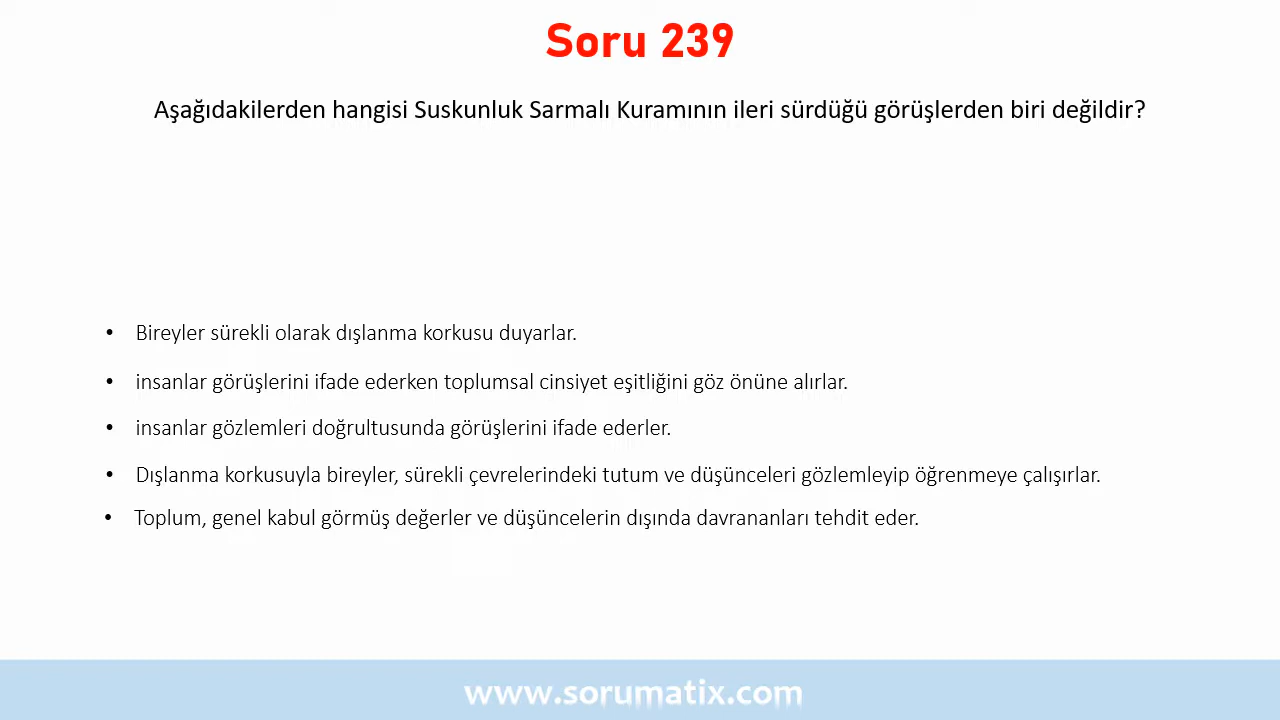 Soru 239
Aşağıdakilerden hangisi Suskunluk Sarmalı Kuramının ileri sürdüğü görüşlerden biri değildir?
• Bireyler sürekli olarak dışlanma korkusu duyarlar.
• insanlar görüşlerini ifade ederken toplumsal cinsiyet eşitliğini göz önüne alırlar.
• insanlar gözlemleri doğrultusunda görüşlerini ifade ederler.
• Dışlanma korkusuyla bireyler, sürekli çevrelerindeki tutum ve düşünceleri gözlemleyip öğrenmeye çalışırlar.
• Toplum, genel kabul görmüş değerler ve düşüncelerin dışında davrananları tehdit eder.
www.sorumatix.com